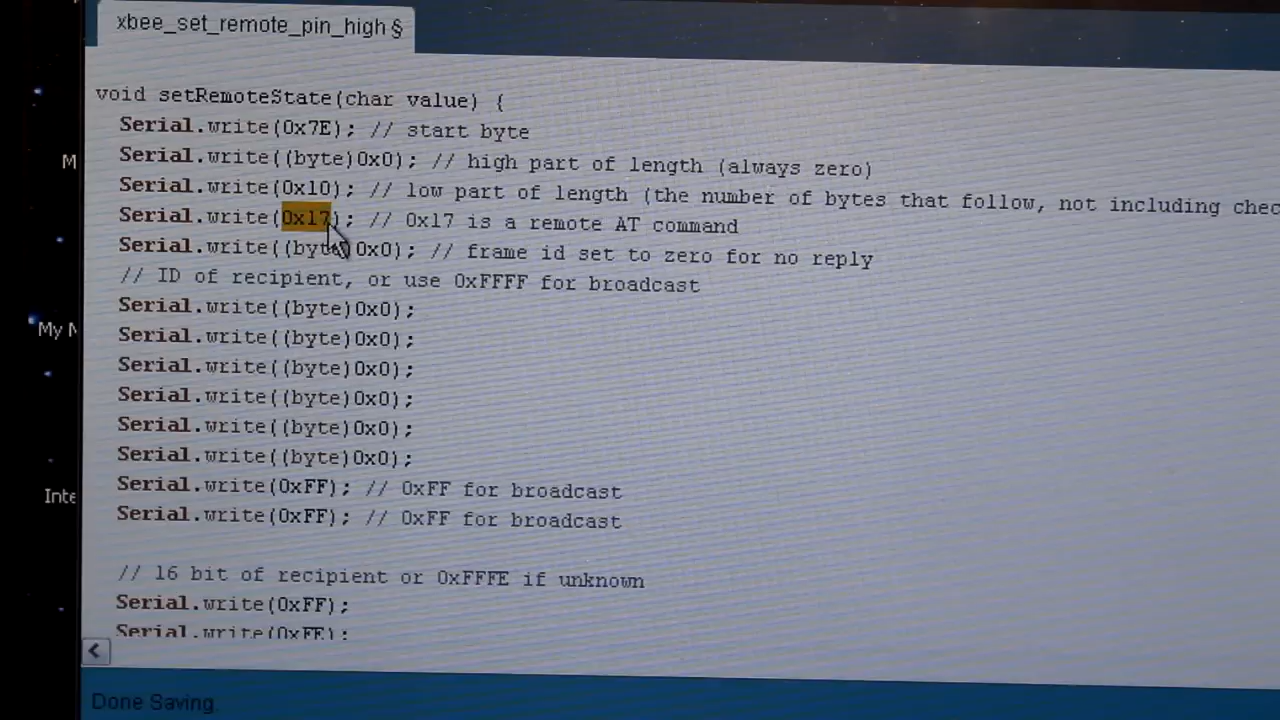 xbee_set_remote_pin_high §
void setRemoteState(char value) {
Serial.write(0x7E); // start byte
Serial.write((byte)0x0); // high part of length (always zero)
Serial.write(0x10); // low part of length (the number of bytes that follow, not including
Serial.write(0x17); // 0x17 is a remote AT command
Serial.write((byte)0x0); // frame id set to zero for no reply
// ID of recipient, or use 0xFFFF for broadcast
Serial.write((byte)0x0);
Serial.write((byte)0x0);
Serial.write((byte)0x0);
Serial.write((byte)0x0);
Serial.write((byte)0x0);
Serial.write((byte)0x0);
Serial.write(0xFF); // 0xFF for broadcast
Serial.write(0xFF); // 0xFF for broadcast
// 16 bit of recipient or 0xFFFE if unknown
Serial.write(0xFF);
Serial.write(0xFE);
Done Saving.
M
My N
Inte